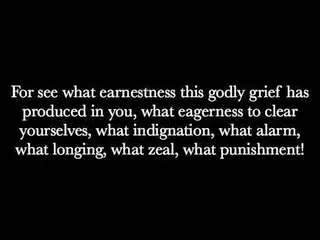 For see what earnestness this godly grief has
produced in you, what eagerness to clear
yourselves, what indignation, what alarm,
what longing, what zeal, what punishment!